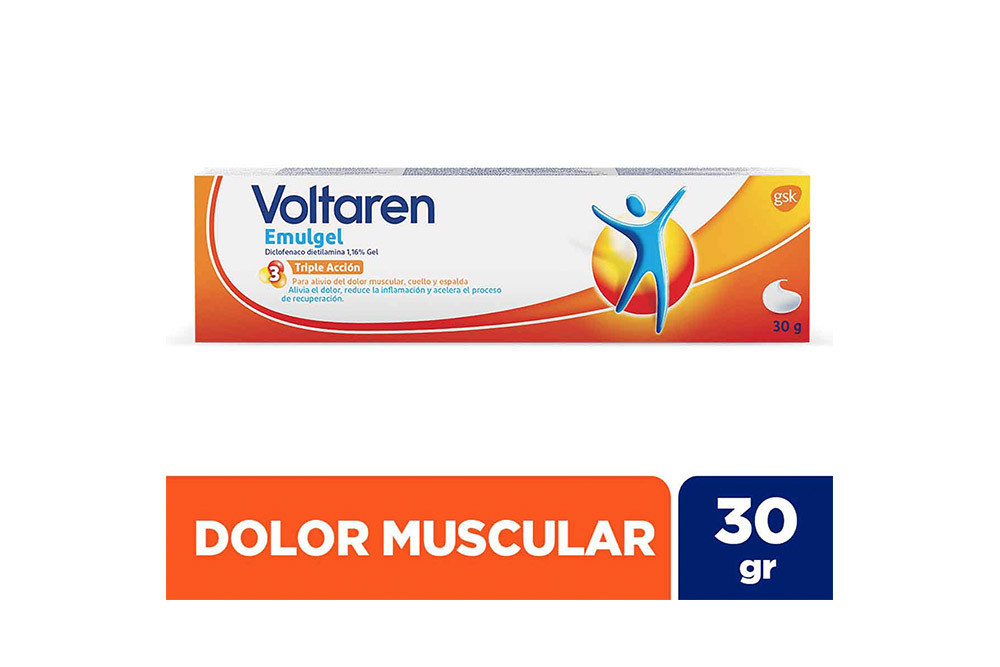 Voltaren
Emulgel
Diclofenaco dietilamina 1,16% Gel
3 Triple Acción
Para alivio del dolor muscular, cuello y espalda
Alivia el dolor, reduce la inflamación y acelera el proceso
de recuperación.
gsk
30 g
DOLOR MUSCULAR
30
gr